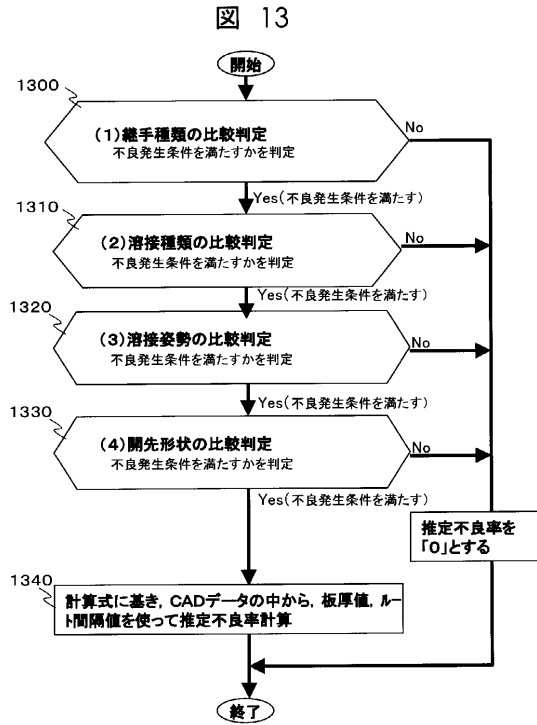 図 13
開始
1300
(1)継手種類の比較判定
不良発生条件を満たすかを判定
No
Yes(不良発生条件を満たす)
1310
(2)溶接種類の比較判定
不良発生条件を満たすかを判定
No
Yes(不良発生条件を満たす)
1320
(3)溶接姿勢の比較判定
不良発生条件を満たすかを判定
No
Yes(不良発生条件を満たす)
1330
(4)開先形状の比較判定
不良発生条件を満たすかを判定
No
Yes(不良発生条件を満たす)
推定不良率を
「0」とする
1340
計算式に基き, CADデータの中から, 板厚値, ルー
ト間隔値を使って推定不良率計算
終了